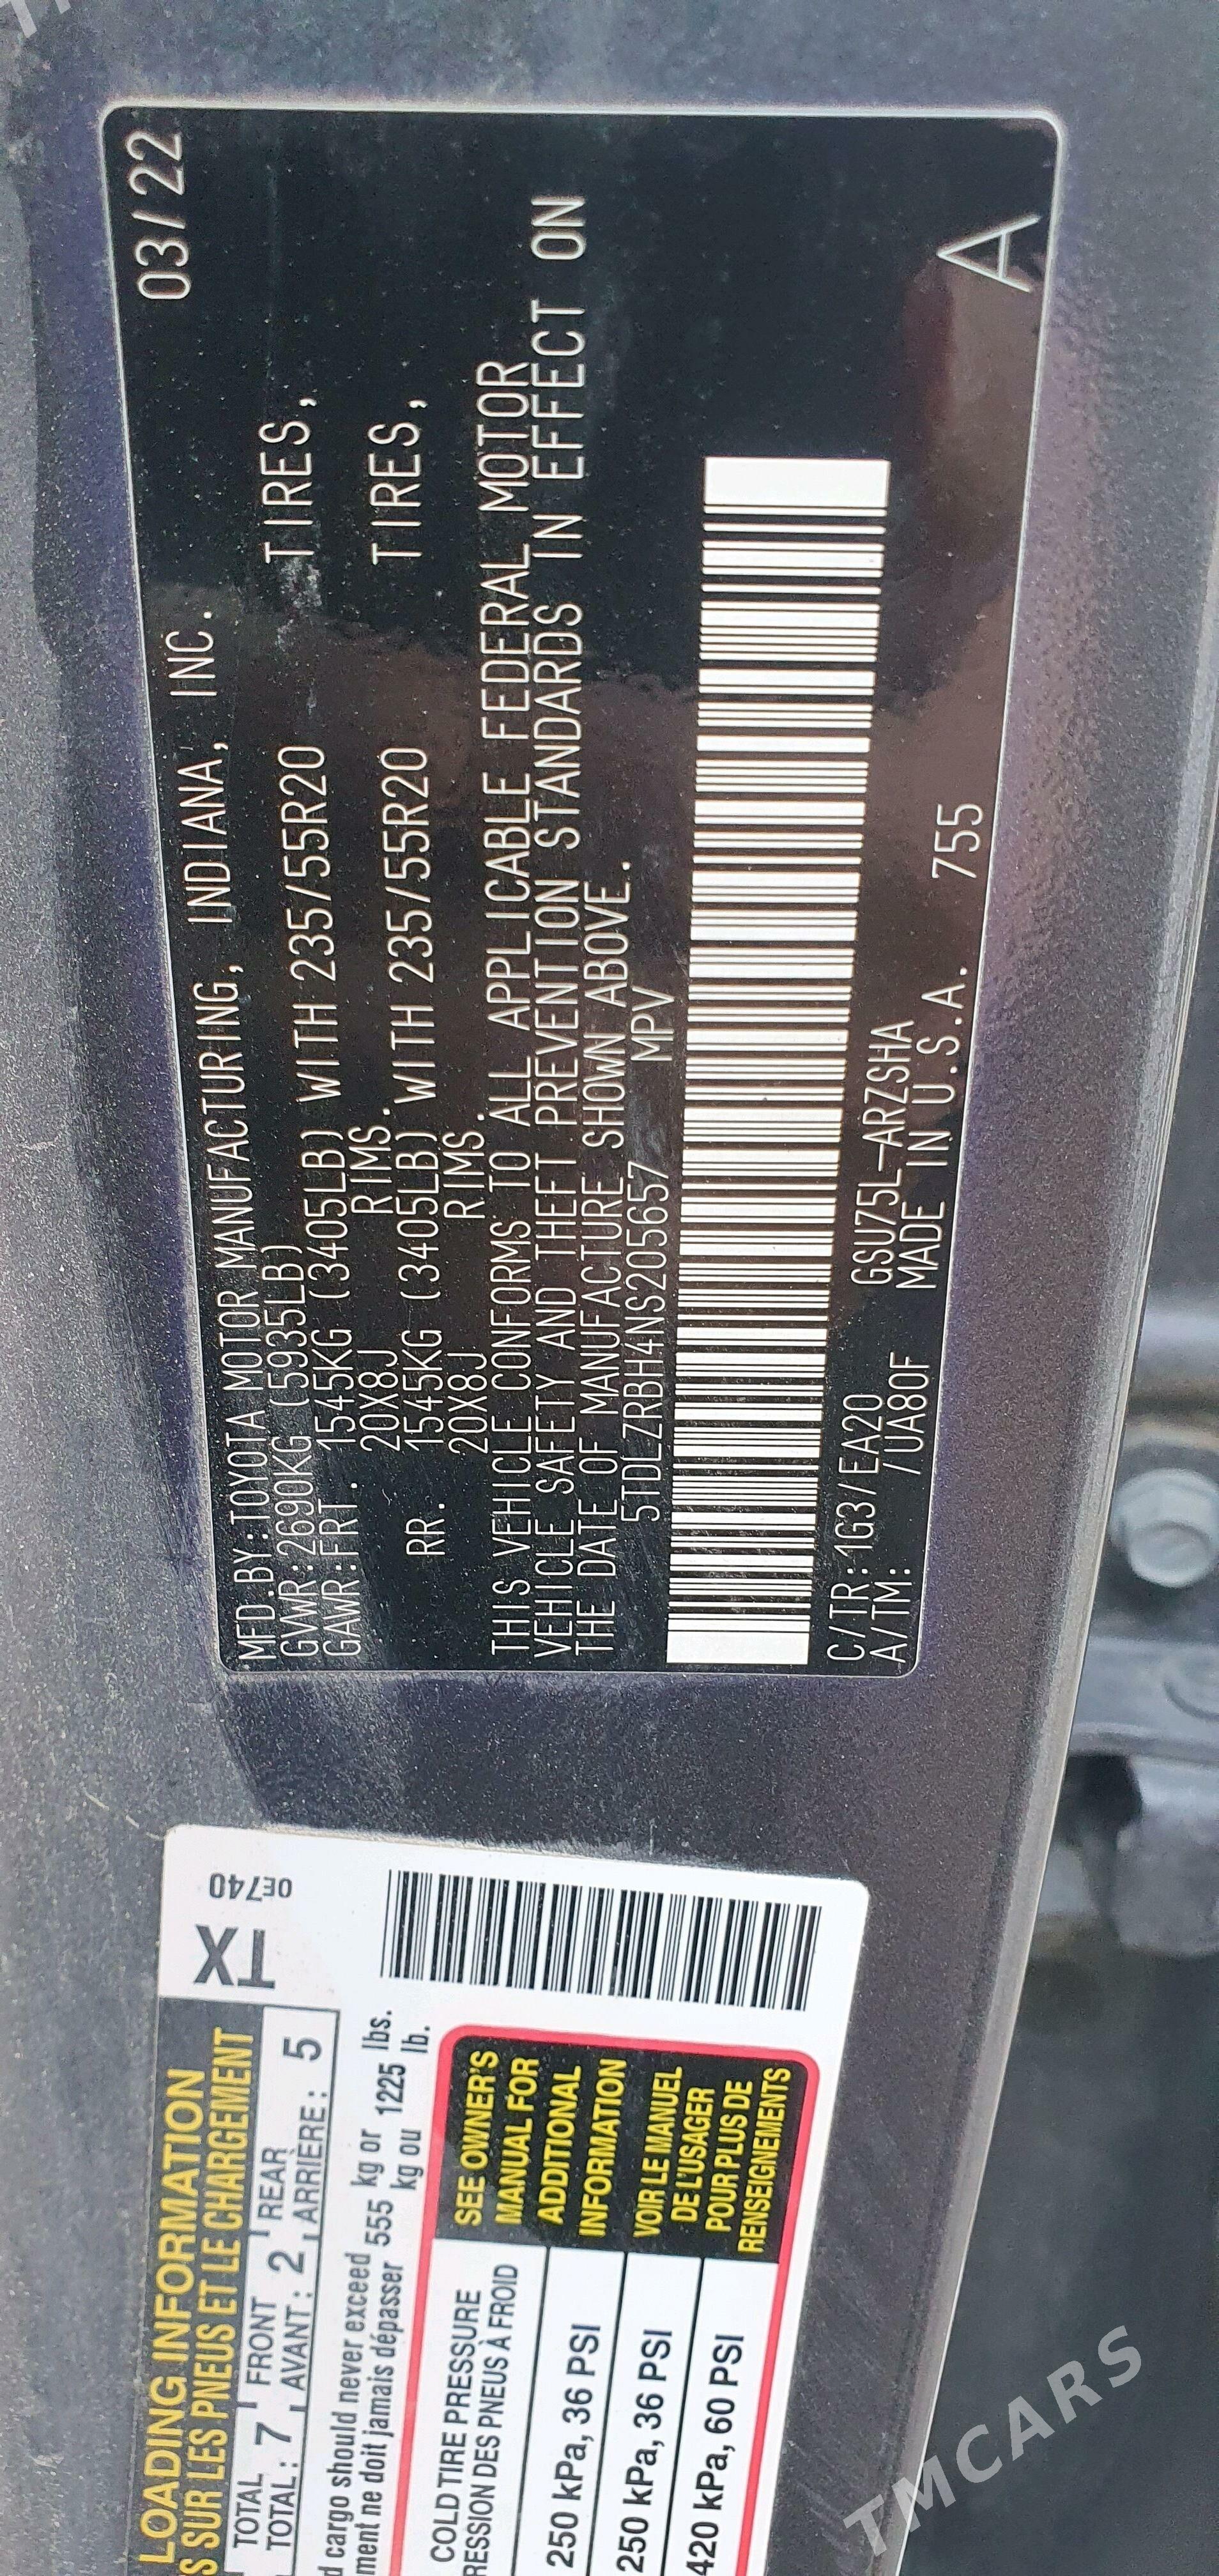 03/22
MFD.BY:TOYOTA MOTOR MANUFACTURING, INDIANA, INC.
GVWR:2690KG (5935LB)
GAWR:FRT. 1545KG (3405LB) WITH 235/55R20 TIRES,
20X8J RIMS.
RR. 1545KG (3405LB) WITH 235/55R20 TIRES,
20X8J RIMS.
THIS VEHICLE CONFORMS TO ALL APPLICABLE FEDERAL MOTOR
VEHICLE SAFETY AND THEFT PREVENTION STANDARDS IN EFFECT ON
THE DATE OF MANUFACTURE SHOWN ABOVE.
5TDLZRBH4NS205657 MPV
C/TR:1G3/EA20 GSU75L-ARZSHA
A/TM: /UA80F MADE IN U.S.A. 755
A
LOADING INFORMATION
SUR LES PNEUS ET LE CHARGEMENT
TX
0E740
TOTAL 7 FRONT 2 REAR 5
TOTAL: AVANT: ARRIÈRE:
cargo should never exceed 555 kg or 1225 lbs.
ne doit jamais dépasser kg ou lb.
COLD TIRE PRESSURE
DES PNEUS À FROID
250 kPa, 36 PSI
250 kPa, 36 PSI
420 kPa, 60 PSI
SEE OWNER'S
MANUAL FOR
ADDITIONAL
INFORMATION
VOIR LE MANUEL
DE L'USAGER
POUR PLUS DE
RENSEIGNEMENTS
TMCARS